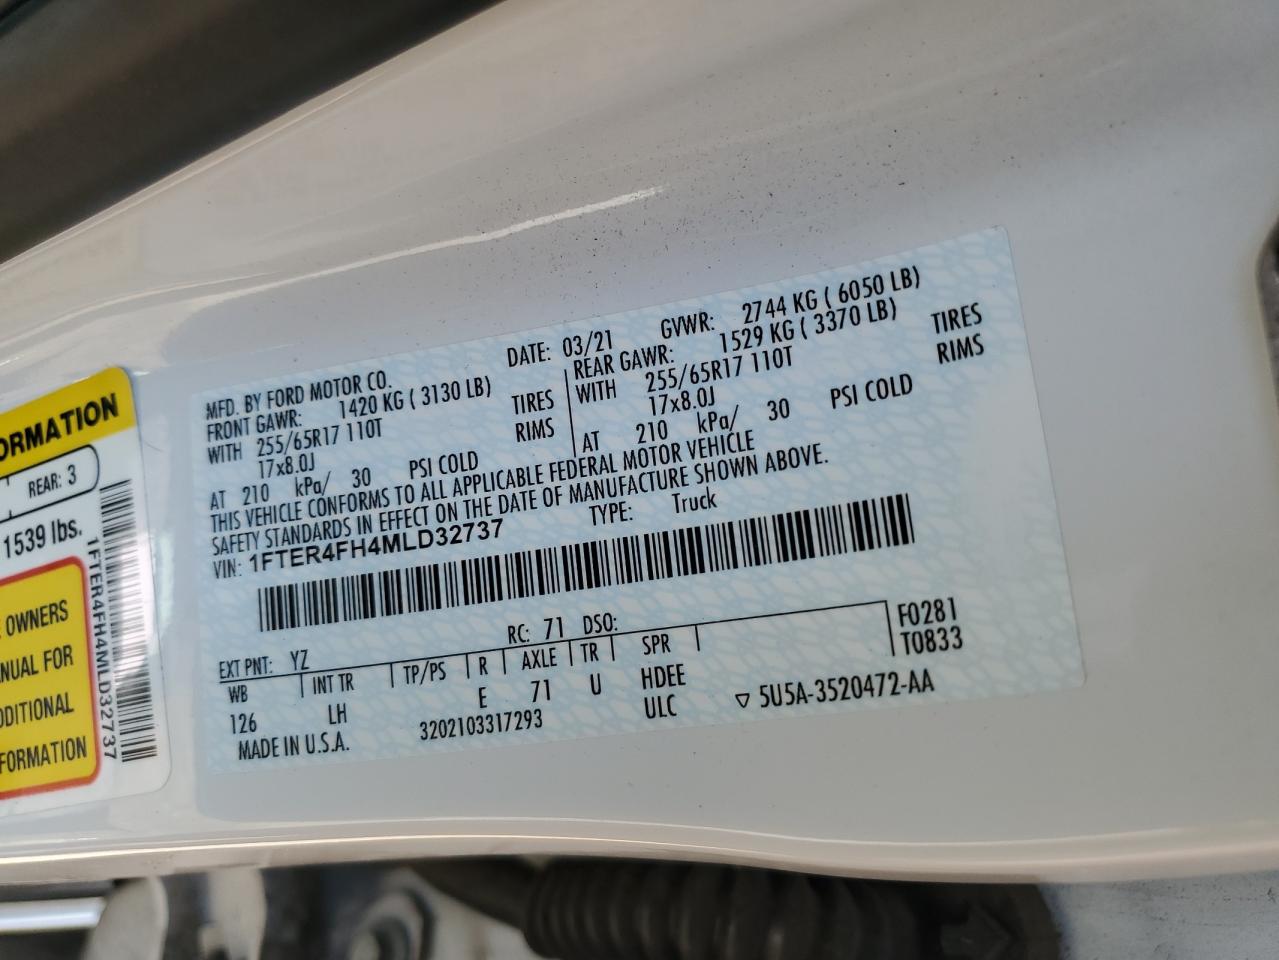 MFD. BY FORD MOTOR CO.
DATE: 03/21
GVWR: 2744 KG ( 6050 LB)
FRONT GAWR: 1420 KG ( 3130 LB)
WITH 255/65R17 110T TIRES
17x8.0J RIMS
AT 210 kPa/ 30 PSI COLD
REAR GAWR: 1529 KG ( 3370 LB)
WITH 255/65R17 110T TIRES
17x8.0J RIMS
AT 210 kPa/ 30 PSI COLD
THIS VEHICLE CONFORMS TO ALL APPLICABLE FEDERAL MOTOR VEHICLE
SAFETY STANDARDS IN EFFECT ON THE DATE OF MANUFACTURE SHOWN ABOVE.
VIN: 1FTER4FH4MLD32737
TYPE: Truck
EXT PNT: YZ RC: 71 DSO: F0281
WB INT TR TP/PS R AXLE TR SPR T0833
126 LH E 71 U HDEE
MADE IN U.S.A. 3202103317293 ULC ▽ 5U5A-3520472-AA
ORMATION
REAR: 3
1539 lbs.
1FTER4FH4MLD32737
OWNERS
NUAL FOR
DDITIONAL
FORMATION